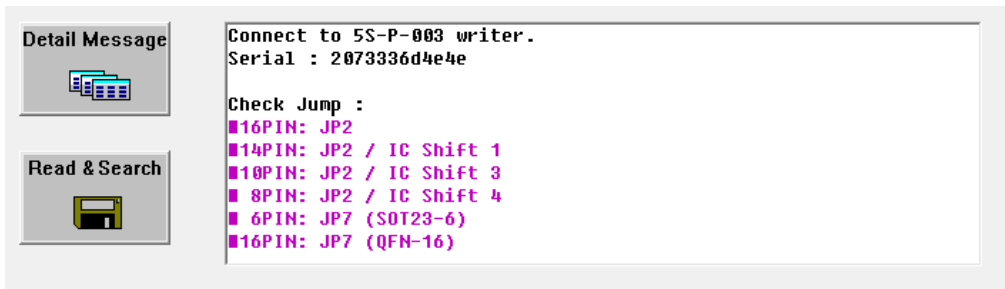 Detail Message
Read & Search
Connect to 5S-P-003 writer.
Serial : 2073336d4e4e
Check Jump :
■16PIN: JP2
■14PIN: JP2 / IC Shift 1
■10PIN: JP2 / IC Shift 3
■ 8PIN: JP2 / IC Shift 4
■ 6PIN: JP7 (SOT23-6)
■16PIN: JP7 (QFN-16)